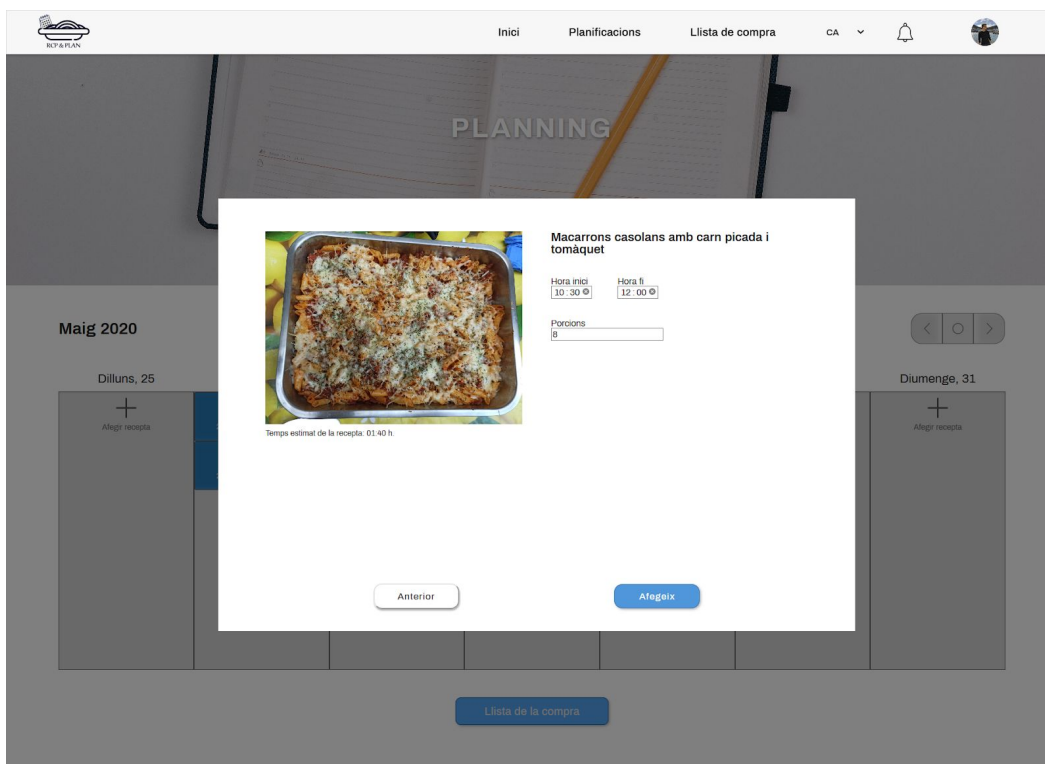 RCP & PLAN
Inici
Planificacions
Llista de compra
CA
PLANNING
Macarrons casolans amb carn picada i
tomàquet
Hora inici
Hora fi
10:30
12:00
Porcions
8
Temps estimat de la recepta: 01:40 h.
Maig 2020
Dilluns, 25
Diumenge, 31
Afegr recepta
Afegr recepta
Anterior
Afegeix
Llista de la compra